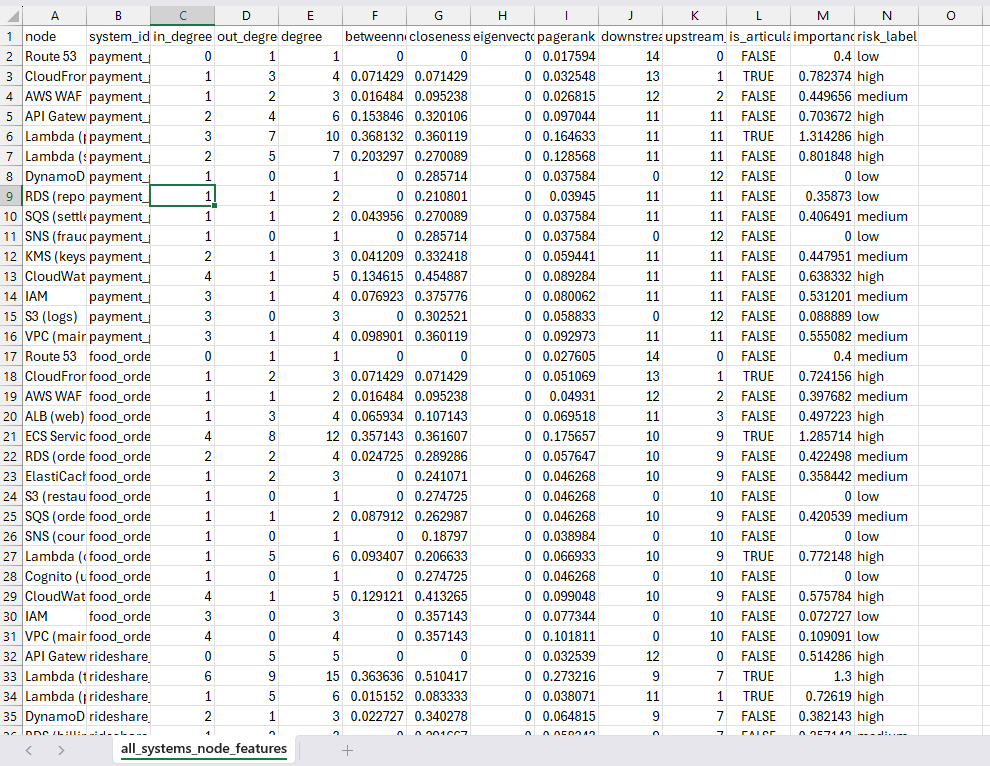 A B C D E F G H I J K L M N O
1 node system_id in_degree out_degre degree betweenn closeness eigenvecto pagerank downstrea upstream_ is_articula importanc risk_label
2 Route 53 payment_g 0 1 1 0 0 0 0.017594 14 0 FALSE 0.4 low
3 CloudFron payment_g 1 3 4 0.071429 0.071429 0 0.032548 13 1 TRUE 0.782374 high
4 AWS WAF payment_g 1 2 3 0.016484 0.095238 0 0.026815 12 2 FALSE 0.449656 medium
5 API Gatew payment_g 2 4 6 0.153846 0.320106 0 0.097044 11 11 FALSE 0.703672 high
6 Lambda (p payment_g 3 7 10 0.368132 0.360119 0 0.164633 11 11 TRUE 1.314286 high
7 Lambda (s payment_g 2 5 7 0.203297 0.270089 0 0.128568 11 11 FALSE 0.801848 high
8 DynamoD payment_g 1 0 1 0 0.285714 0 0.037584 0 12 FALSE 0 low
9 RDS (repo payment_ 1 1 2 0 0.210801 0 0.03945 11 11 FALSE 0.35873 low
10 SQS (settle payment_g 1 1 2 0.043956 0.270089 0 0.037584 11 11 FALSE 0.406491 medium
11 SNS (frauc payment_g 1 0 1 0 0.285714 0 0.037584 0 12 FALSE 0 low
12 KMS (keys payment_g 2 1 3 0.041209 0.332418 0 0.059441 11 11 FALSE 0.447951 medium
13 CloudWat payment_g 4 1 5 0.134615 0.454887 0 0.089284 11 11 FALSE 0.638332 high
14 IAM payment_g 3 1 4 0.076923 0.375776 0 0.080062 11 11 FALSE 0.531201 medium
15 S3 (logs) payment_g 3 0 3 0 0.302521 0 0.058833 0 12 FALSE 0.088889 low
16 VPC (mair payment_g 3 1 4 0.098901 0.360119 0 0.092973 11 11 FALSE 0.555082 medium
17 Route 53 food_orde 0 1 1 0 0 0 0.027605 14 0 FALSE 0.4 medium
18 CloudFron food_orde 1 2 3 0.071429 0.071429 0 0.051069 13 1 TRUE 0.724156 high
19 AWS WAF food_orde 1 1 2 0.016484 0.095238 0 0.04931 12 2 FALSE 0.397682 medium
20 ALB (web) food_orde 1 3 4 0.065934 0.107143 0 0.069518 11 3 FALSE 0.497223 high
21 ECS Servic food_orde 4 8 12 0.357143 0.361607 0 0.175657 10 9 TRUE 1.285714 high
22 RDS (orde food_orde 2 2 4 0.024725 0.289286 0 0.057647 10 9 FALSE 0.422498 medium
23 ElastiCach food_orde 1 2 3 0 0.241071 0 0.046268 10 9 FALSE 0.358442 medium
24 S3 (restau food_orde 1 0 1 0 0.274725 0 0.046268 0 10 FALSE 0 low
25 SQS (orde food_orde 1 1 2 0.087912 0.262987 0 0.046268 10 9 FALSE 0.420539 medium
26 SNS (cour food_orde 1 0 1 0 0.18797 0 0.038984 0 10 FALSE 0 low
27 Lambda (c food_orde 1 5 6 0.093407 0.206633 0 0.066933 10 9 TRUE 0.772148 high
28 Cognito (u food_orde 1 0 1 0 0.274725 0 0.046268 0 10 FALSE 0 low
29 CloudWat food_orde 4 1 5 0.129121 0.413265 0 0.099048 10 9 FALSE 0.575784 high
30 IAM food_orde 3 0 3 0 0.357143 0 0.077344 0 10 FALSE 0.072727 low
31 VPC (mair food_orde 4 0 4 0 0.357143 0 0.101811 0 10 FALSE 0.109091 low
32 API Gatew rideshare_ 0 5 5 0 0 0 0.032539 12 0 FALSE 0.514286 high
33 Lambda (t rideshare_ 6 9 15 0.363636 0.510417 0 0.273216 9 7 TRUE 1.3 high
34 Lambda (p rideshare_ 1 5 6 0.015152 0.083333 0 0.038071 11 1 TRUE 0.72619 high
35 DynamoD rideshare_ 2 1 3 0.022727 0.340278 0 0.064815 9 7 FALSE 0.382143 high
all_systems_node_features